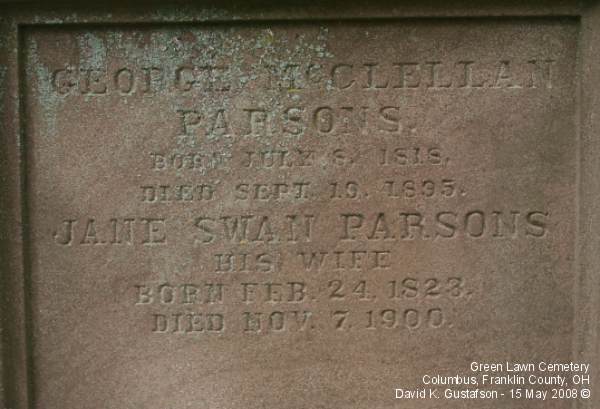 GEORGE McCLELLAN
PARSONS.
BORN JULY 8, 1818.
DIED SEPT. 19, 1895.
JANE SWAN PARSONS
HIS WIFE
BORN FEB. 24, 1823.
DIED NOV. 7, 1900.
Green Lawn Cemetery
Columbus, Franklin County, OH
David K. Gustafson - 15 May 2008 ©